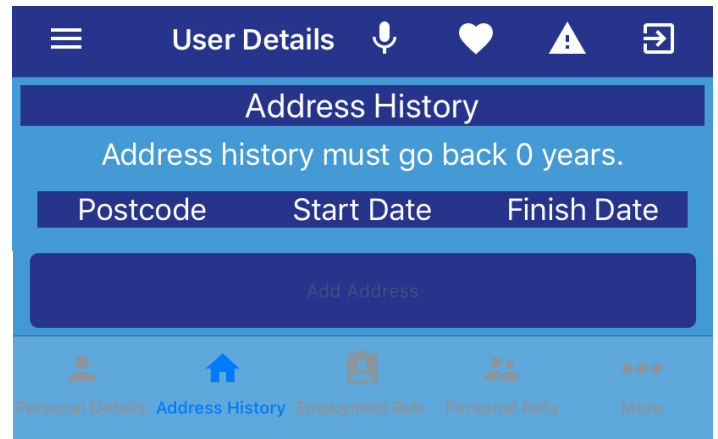 User Details
Address History
Address history must go back 0 years.
Postcode Start Date Finish Date
Add Address
Personal Details Address History Employment Refs Personal Refs More